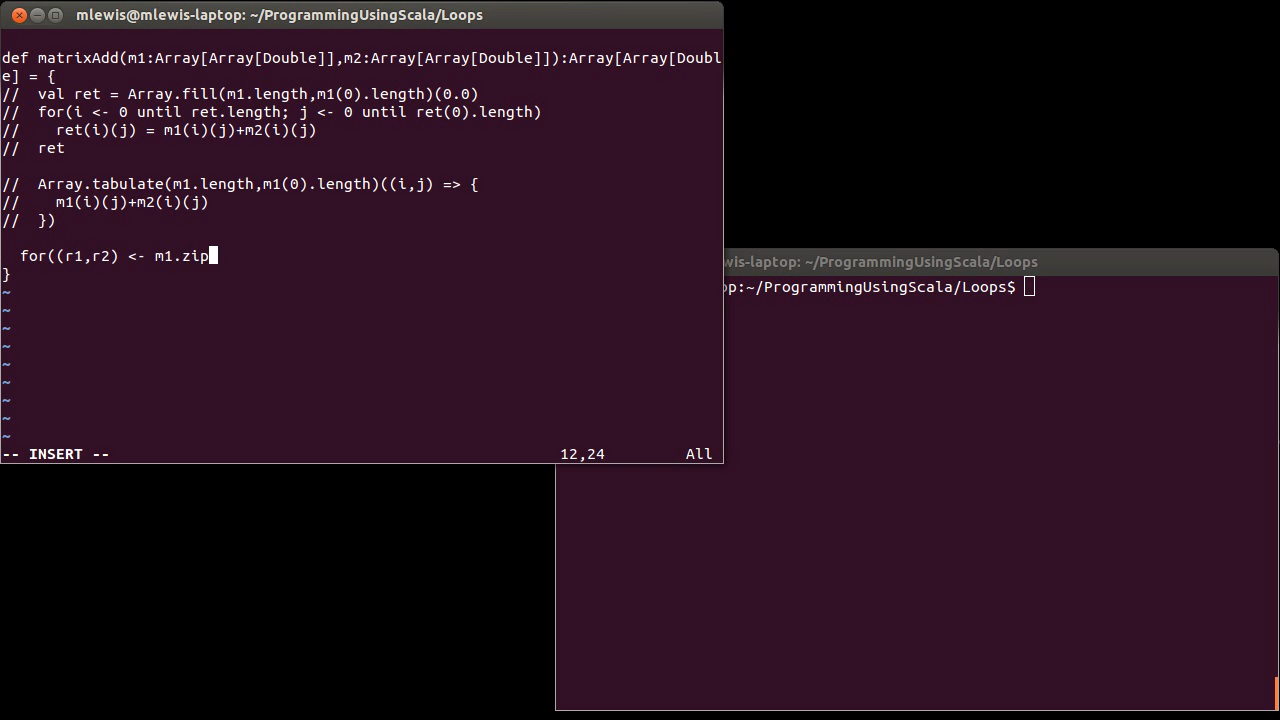 mlewis@mlewis-laptop: ~/ProgrammingUsingScala/Loops
def matrixAdd(m1:Array[Array[Double]],m2:Array[Array[Double]]):Array[Array[Doubl
e] = {
//  val ret = Array.fill(m1.length,m1(0).length)(0.0)
//  for(i <- 0 until ret.length; j <- 0 until ret(0).length)
//    ret(i)(j) = m1(i)(j)+m2(i)(j)
//  ret
//  Array.tabulate(m1.length,m1(0).length)((i,j) => {
//    m1(i)(j)+m2(i)(j)
//  })
  for((r1,r2) <- m1.zip
}
~
~
~
~
~
~
~
~
~
-- INSERT --    12,24    All
wis-laptop: ~/ProgrammingUsingScala/Loops
op:~/ProgrammingUsingScala/Loops$